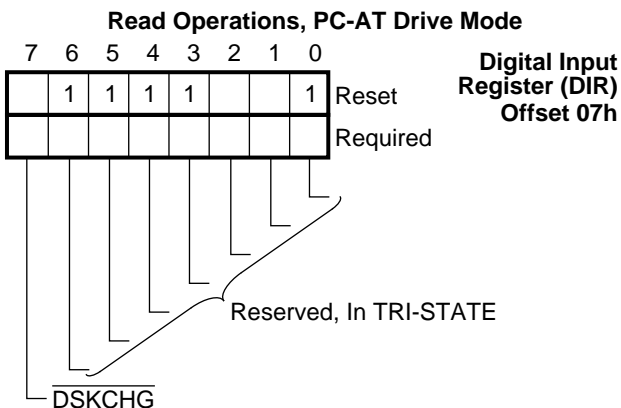 Read Operations, PC-AT Drive Mode
7 6 5 4 3 2 1 0
Digital Input
Register (DIR)
Offset 07h
1 1 1 1 1 Reset
Required
Reserved, In TRI-STATE
DSKCHG